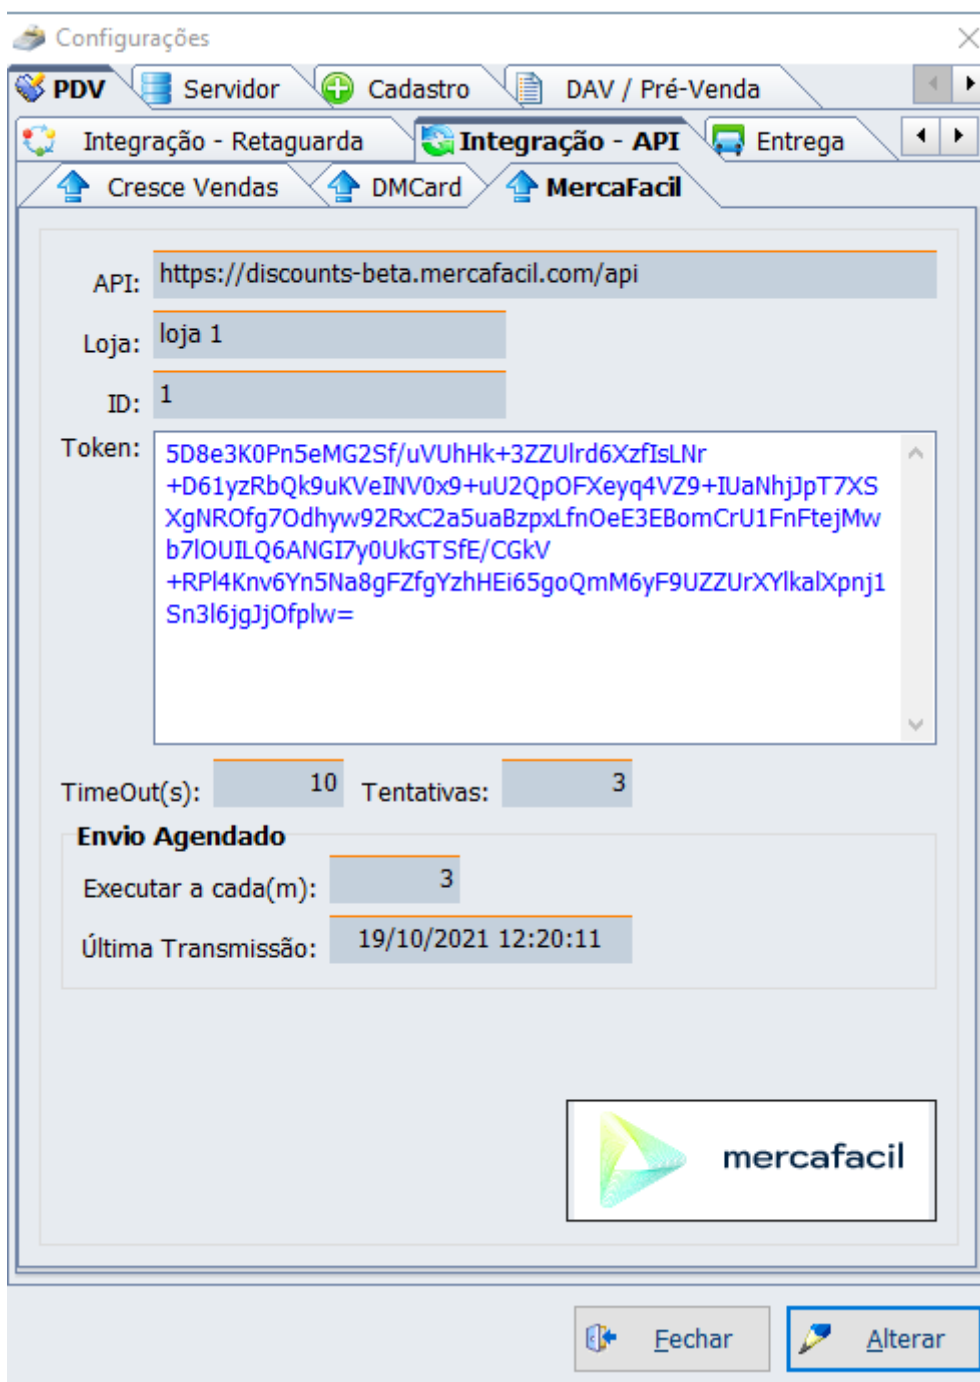 Configurações
PDV Servidor Cadastro DAV / Pré-Venda
Integração - Retaguarda Integração - API Entrega
Cresce Vendas DMCard MercaFacil
API: https://discounts-beta.mercafacil.com/api
Loja: loja 1
ID: 1
Token: 5D8e3K0Pn5eMG2Sf/uVUhHk+3ZZUlrd6XzfIsLNr
+D61yzRbQk9uKVeINV0x9+uU2QpOFXeyq4VZ9+IUaNhjJpT7XS
XgNROfg7Odhyw92RxC2a5uaBzpxLfnOeE3EBomCrU1FnFtejMw
b7lOUILQ6ANGI7y0UkGTSfE/CGkV
+RPl4Knv6Yn5Na8gFZfgYzhHEi65goQmM6yF9UZZUrXYlkalXpnj1
Sn3l6jgJjOfplw=
TimeOut(s): 10 Tentativas: 3
Envio Agendado
Executar a cada(m): 3
Última Transmissão: 19/10/2021 12:20:11
mercafacil
Fechar Alterar